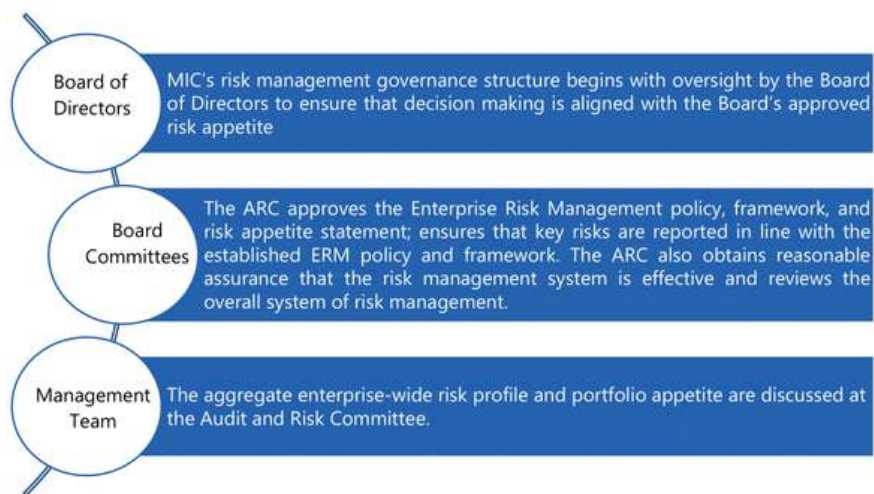 Board of
Directors
MIC's risk management governance structure begins with oversight by the Board
of Directors to ensure that decision making is aligned with the Board's approved
risk appetite
Board
Committees
The ARC approves the Enterprise Risk Management policy, framework, and
risk appetite statement; ensures that key risks are reported in line with the
established ERM policy and framework. The ARC also obtains reasonable
assurance that the risk management system is effective and reviews the
overall system of risk management.
Management
Team
The aggregate enterprise-wide risk profile and portfolio appetite are discussed at
the Audit and Risk Committee.